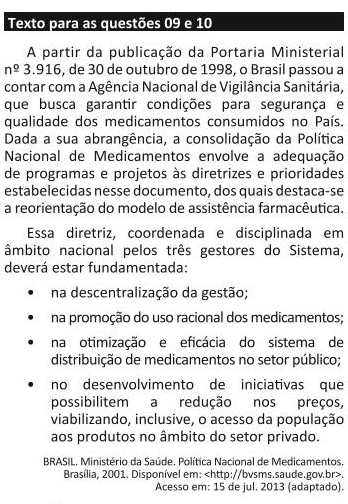 Texto para as questões 09 e 10
A partir da publicação da Portaria Ministerial
nº 3.916, de 30 de outubro de 1998, o Brasil passou a
contar com a Agência Nacional de Vigilância Sanitária,
que busca garantir condições para segurança e
qualidade dos medicamentos consumidos no País.
Dada a sua abrangência, a consolidação da Política
Nacional de Medicamentos envolve a adequação
de programas e projetos às diretrizes e prioridades
estabelecidas nesse documento, dos quais destaca-se
a reorientação do modelo de assistência farmacêutica.
Essa diretriz, coordenada e disciplinada em
âmbito nacional pelos três gestores do Sistema,
deverá estar fundamentada:
• na descentralização da gestão;
• na promoção do uso racional dos medicamentos;
• na otimização e eficácia do sistema de
distribuição de medicamentos no setor público;
• no desenvolvimento de iniciativas que
possibilitem a redução nos preços,
viabilizando, inclusive, o acesso da população
aos produtos no âmbito do setor privado.
BRASIL. Ministério da Saúde. Política Nacional de Medicamentos.
Brasília, 2001. Disponível em: <http://bvsms.saude.gov.br>.
Acesso em: 15 de jul. 2013 (adaptado).